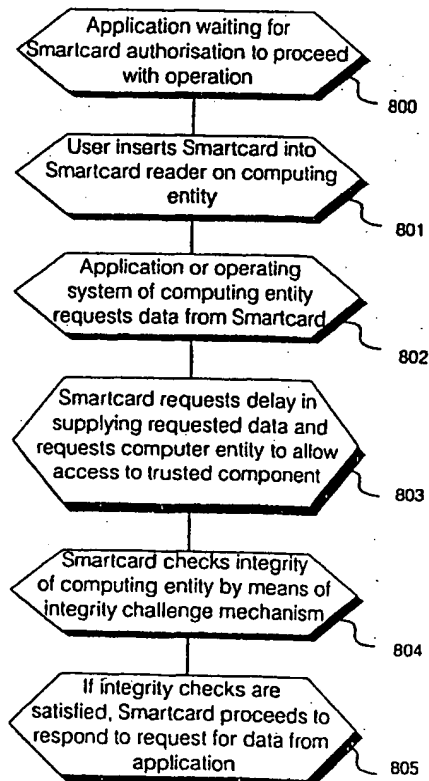 Application waiting for
Smartcard authorisation to proceed
with operation
800
User inserts Smartcard into
Smartcard reader on computing
entity
801
Application or operating
system of computing entity
requests data from Smartcard
802
Smartcard requests delay in
supplying requested data and
requests computer entity to allow
access to trusted component
803
Smartcard checks integrity
of computing entity by means of
integrity challenge mechanism
804
If integrity checks are
satisfied, Smartcard proceeds to
respond to request for data from
application
805